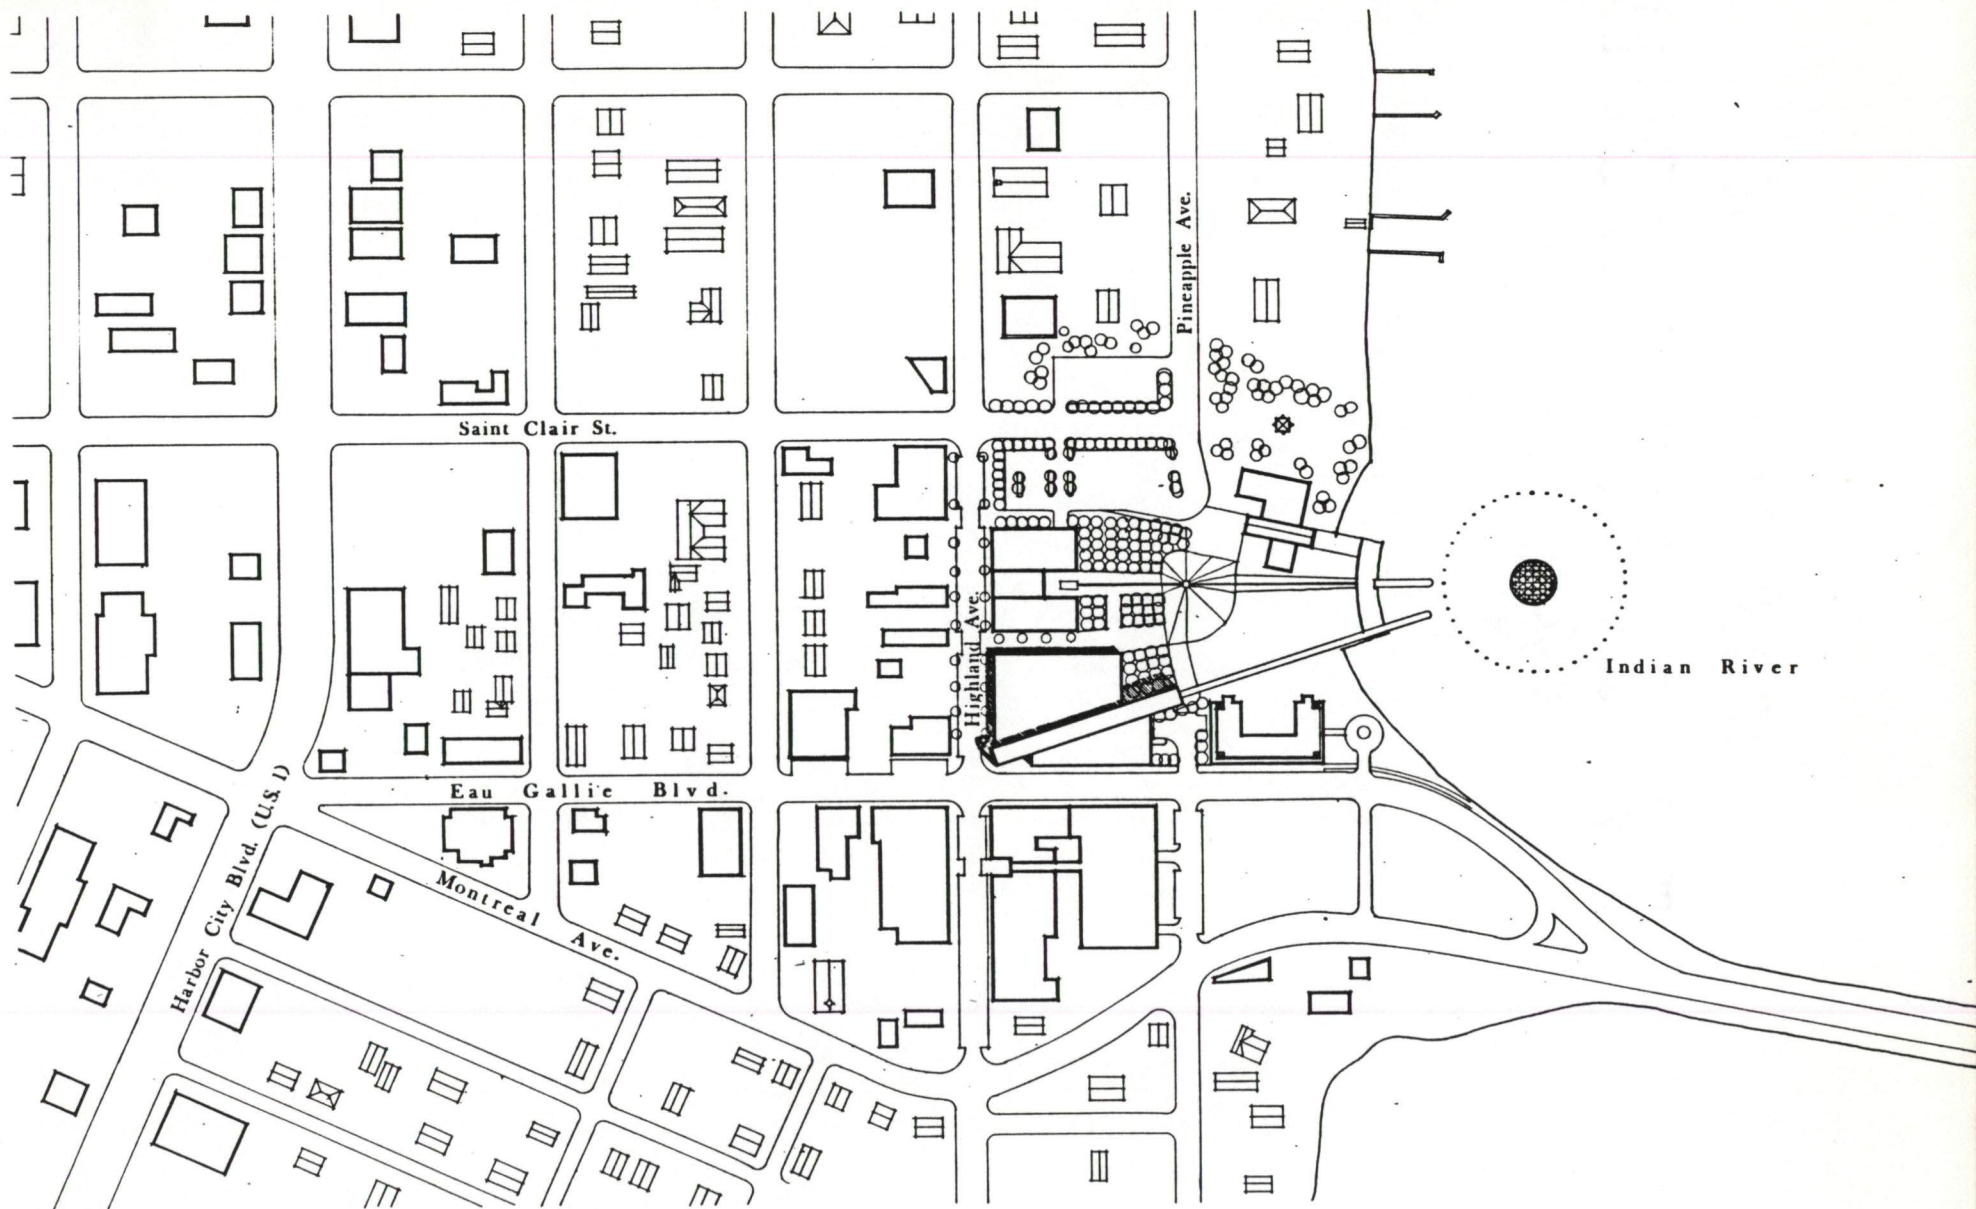 Pineapple Ave.
Saint Clair St.
Highland Ave.
Indian River
Eau Gallie Blvd.
Harbor City Blvd. (U.S. 1)
Montreal Ave.